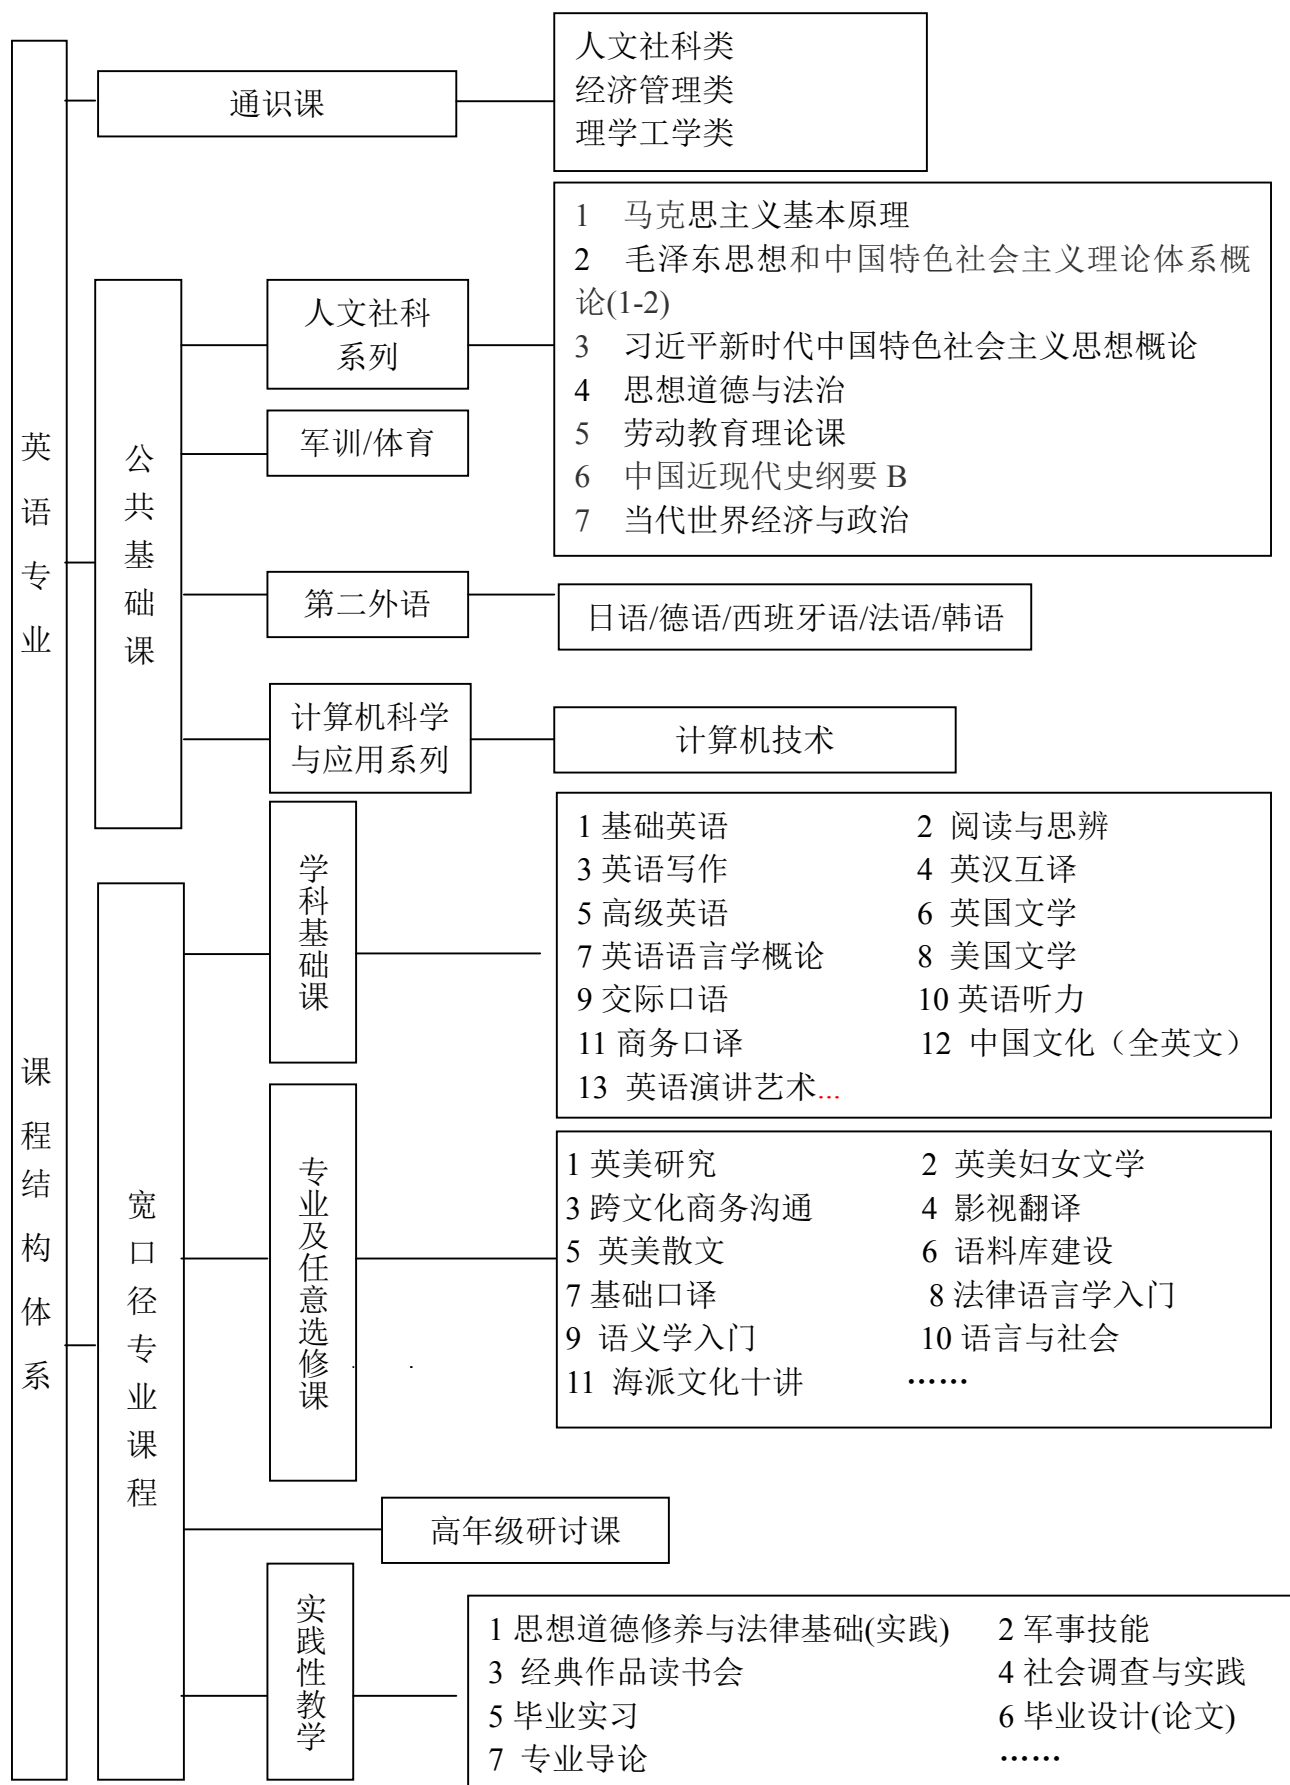 英语专业课程结构体系
通识课
人文社科类
经济管理类
理学工学类
公共基础课
人文社科
系列
1 马克思主义基本原理
2 毛泽东思想和中国特色社会主义理论体系概
论(1-2)
3 习近平新时代中国特色社会主义思想概论
4 思想道德与法治
5 劳动教育理论课
6 中国近现代史纲要 B
7 当代世界经济与政治
军训/体育
第二外语
日语/德语/西班牙语/法语/韩语
计算机科学
与应用系列
计算机技术
宽口径专业课程
学科基础课
1 基础英语 2 阅读与思辨
3 英语写作 4 英汉互译
5 高级英语 6 英国文学
7 英语语言学概论 8 美国文学
9 交际口语 10 英语听力
11 商务口译 12 中国文化（全英文）
13 英语演讲艺术...
专业及任意选修课
1 英美研究 2 英美妇女文学
3 跨文化商务沟通 4 影视翻译
5 英美散文 6 语料库建设
7 基础口译 8 法律语言学入门
9 语义学入门 10 语言与社会
11 海派文化十讲 ……
高年级研讨课
实践性教学
1 思想道德修养与法律基础(实践) 2 军事技能
3 经典作品读书会 4 社会调查与实践
5 毕业实习 6 毕业设计(论文)
7 专业导论 ……